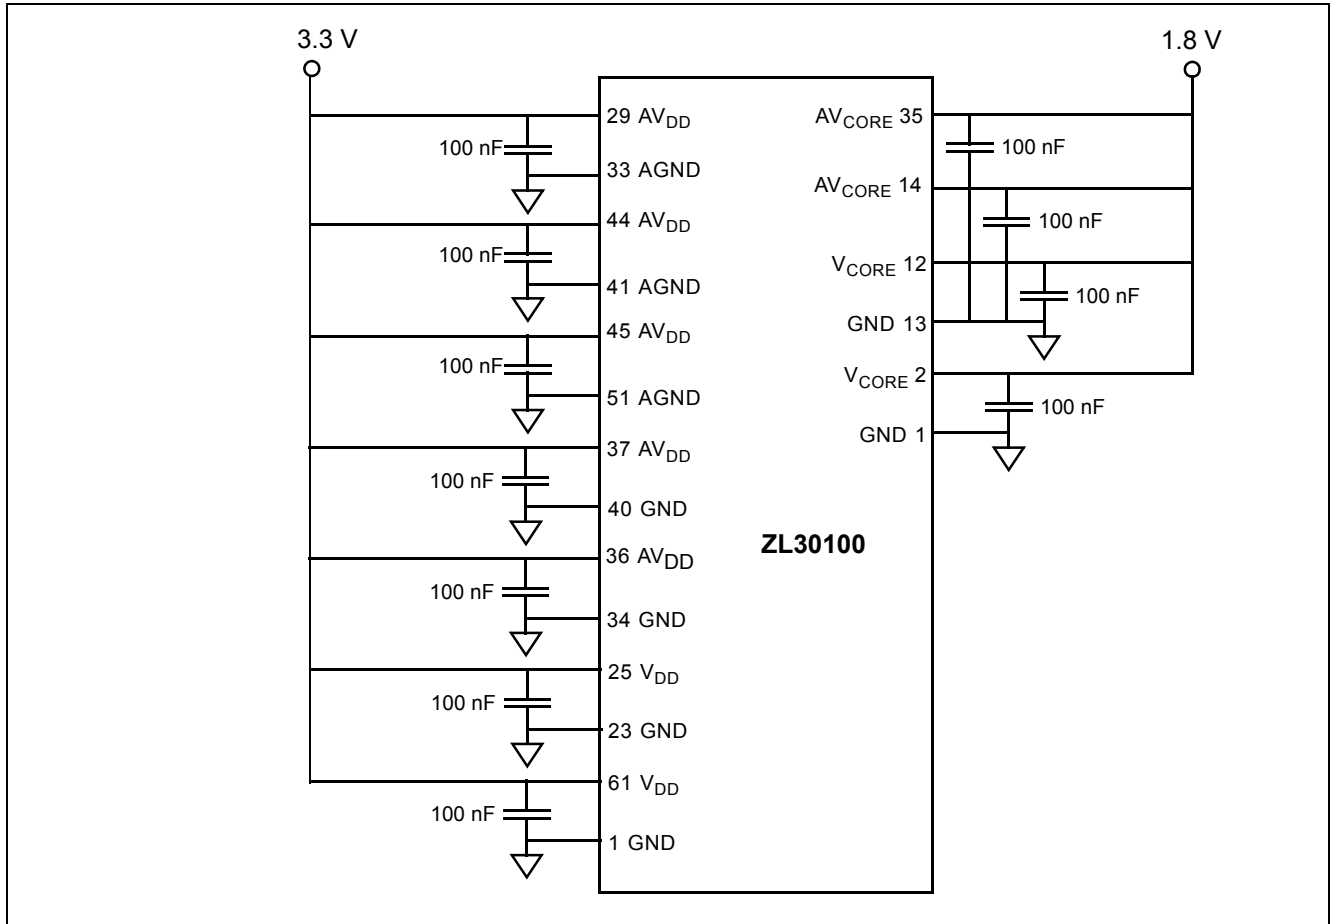 3.3 V
1.8 V
29 AVDD
100 nF
33 AGND
44 AVDD
100 nF
41 AGND
45 AVDD
100 nF
51 AGND
37 AVDD
100 nF
40 GND
36 AVDD
100 nF
34 GND
25 VDD
100 nF
23 GND
61 VDD
100 nF
1 GND
AVCORE 35
100 nF
AVCORE 14
100 nF
VCORE 12
100 nF
GND 13
VCORE 2
100 nF
GND 1
ZL30100